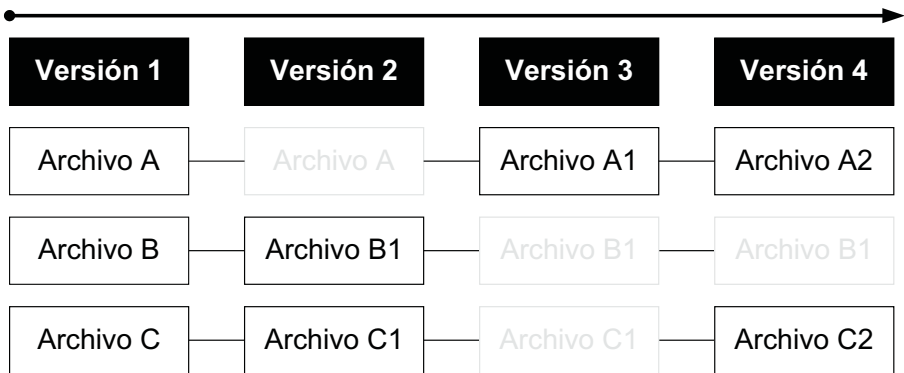 Versión 1 Versión 2 Versión 3 Versión 4
Archivo A Archivo A Archivo A1 Archivo A2
Archivo B Archivo B1 Archivo B1 Archivo B1
Archivo C Archivo C1 Archivo C1 Archivo C2